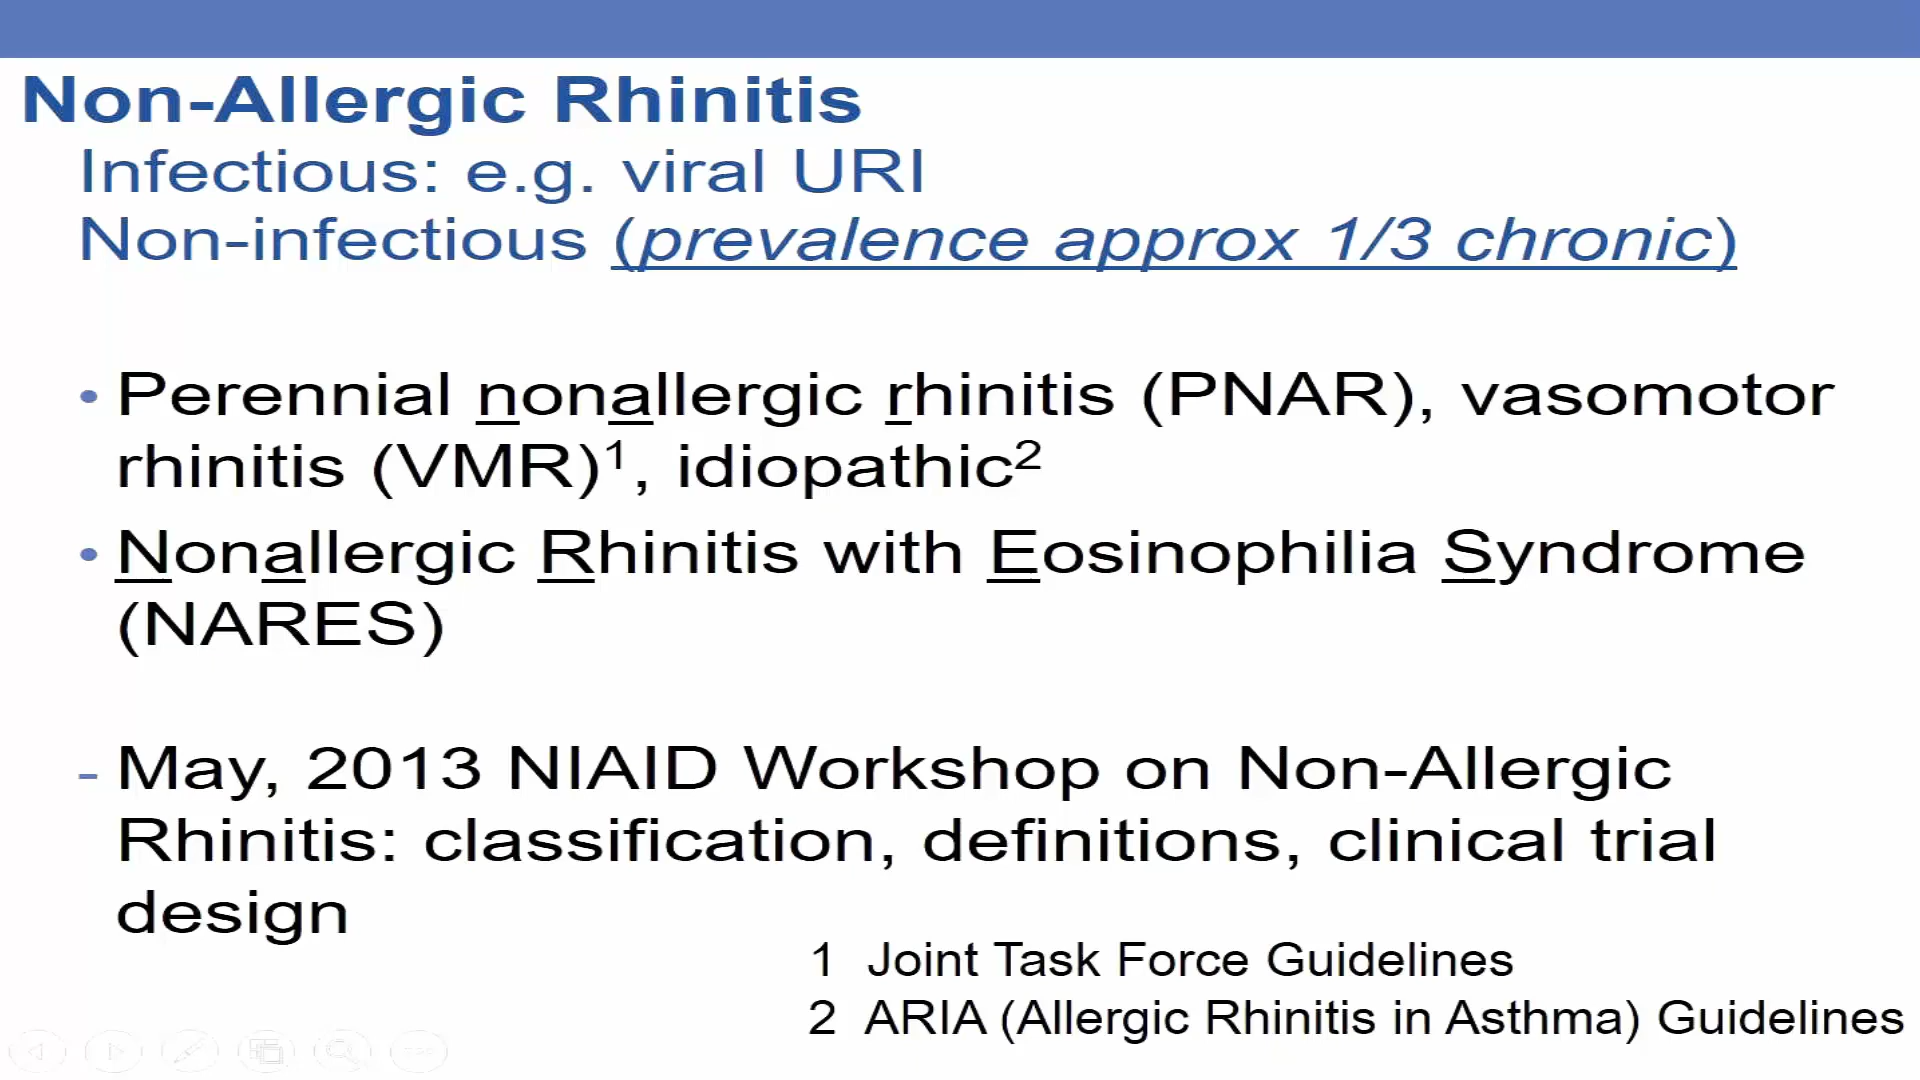 Non-Allergic Rhinitis
Infectious: e.g. viral URI
Non-infectious (prevalence approx 1/3 chronic)
• Perennial nonallergic rhinitis (PNAR), vasomotor
rhinitis (VMR)¹, idiopathic²
• Nonallergic Rhinitis with Eosinophilia Syndrome
(NARES)
- May, 2013 NIAID Workshop on Non-Allergic
Rhinitis: classification, definitions, clinical trial
design
1 Joint Task Force Guidelines
2 ARIA (Allergic Rhinitis in Asthma) Guidelines